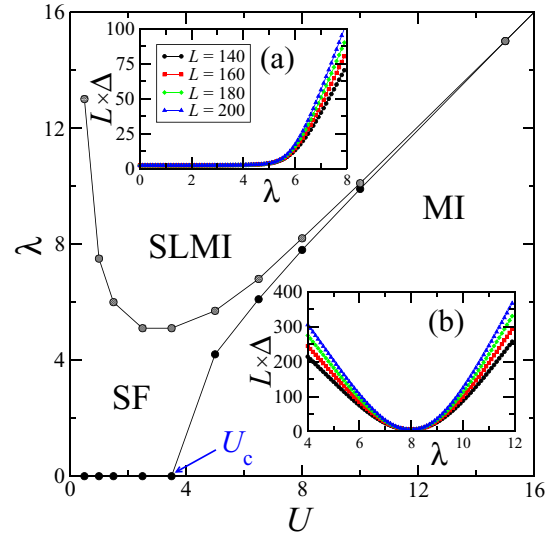 16
12
8
4
0
λ
0 4 8 12 16
U
SLMI
SF
MI
U_c
(a)
L = 140
L = 160
L = 180
L = 200
100
75
50
25
0
L×Δ
0 2 4 6 8
λ
(b)
400
300
200
100
0
L×Δ
4 6 8 10 12
λ